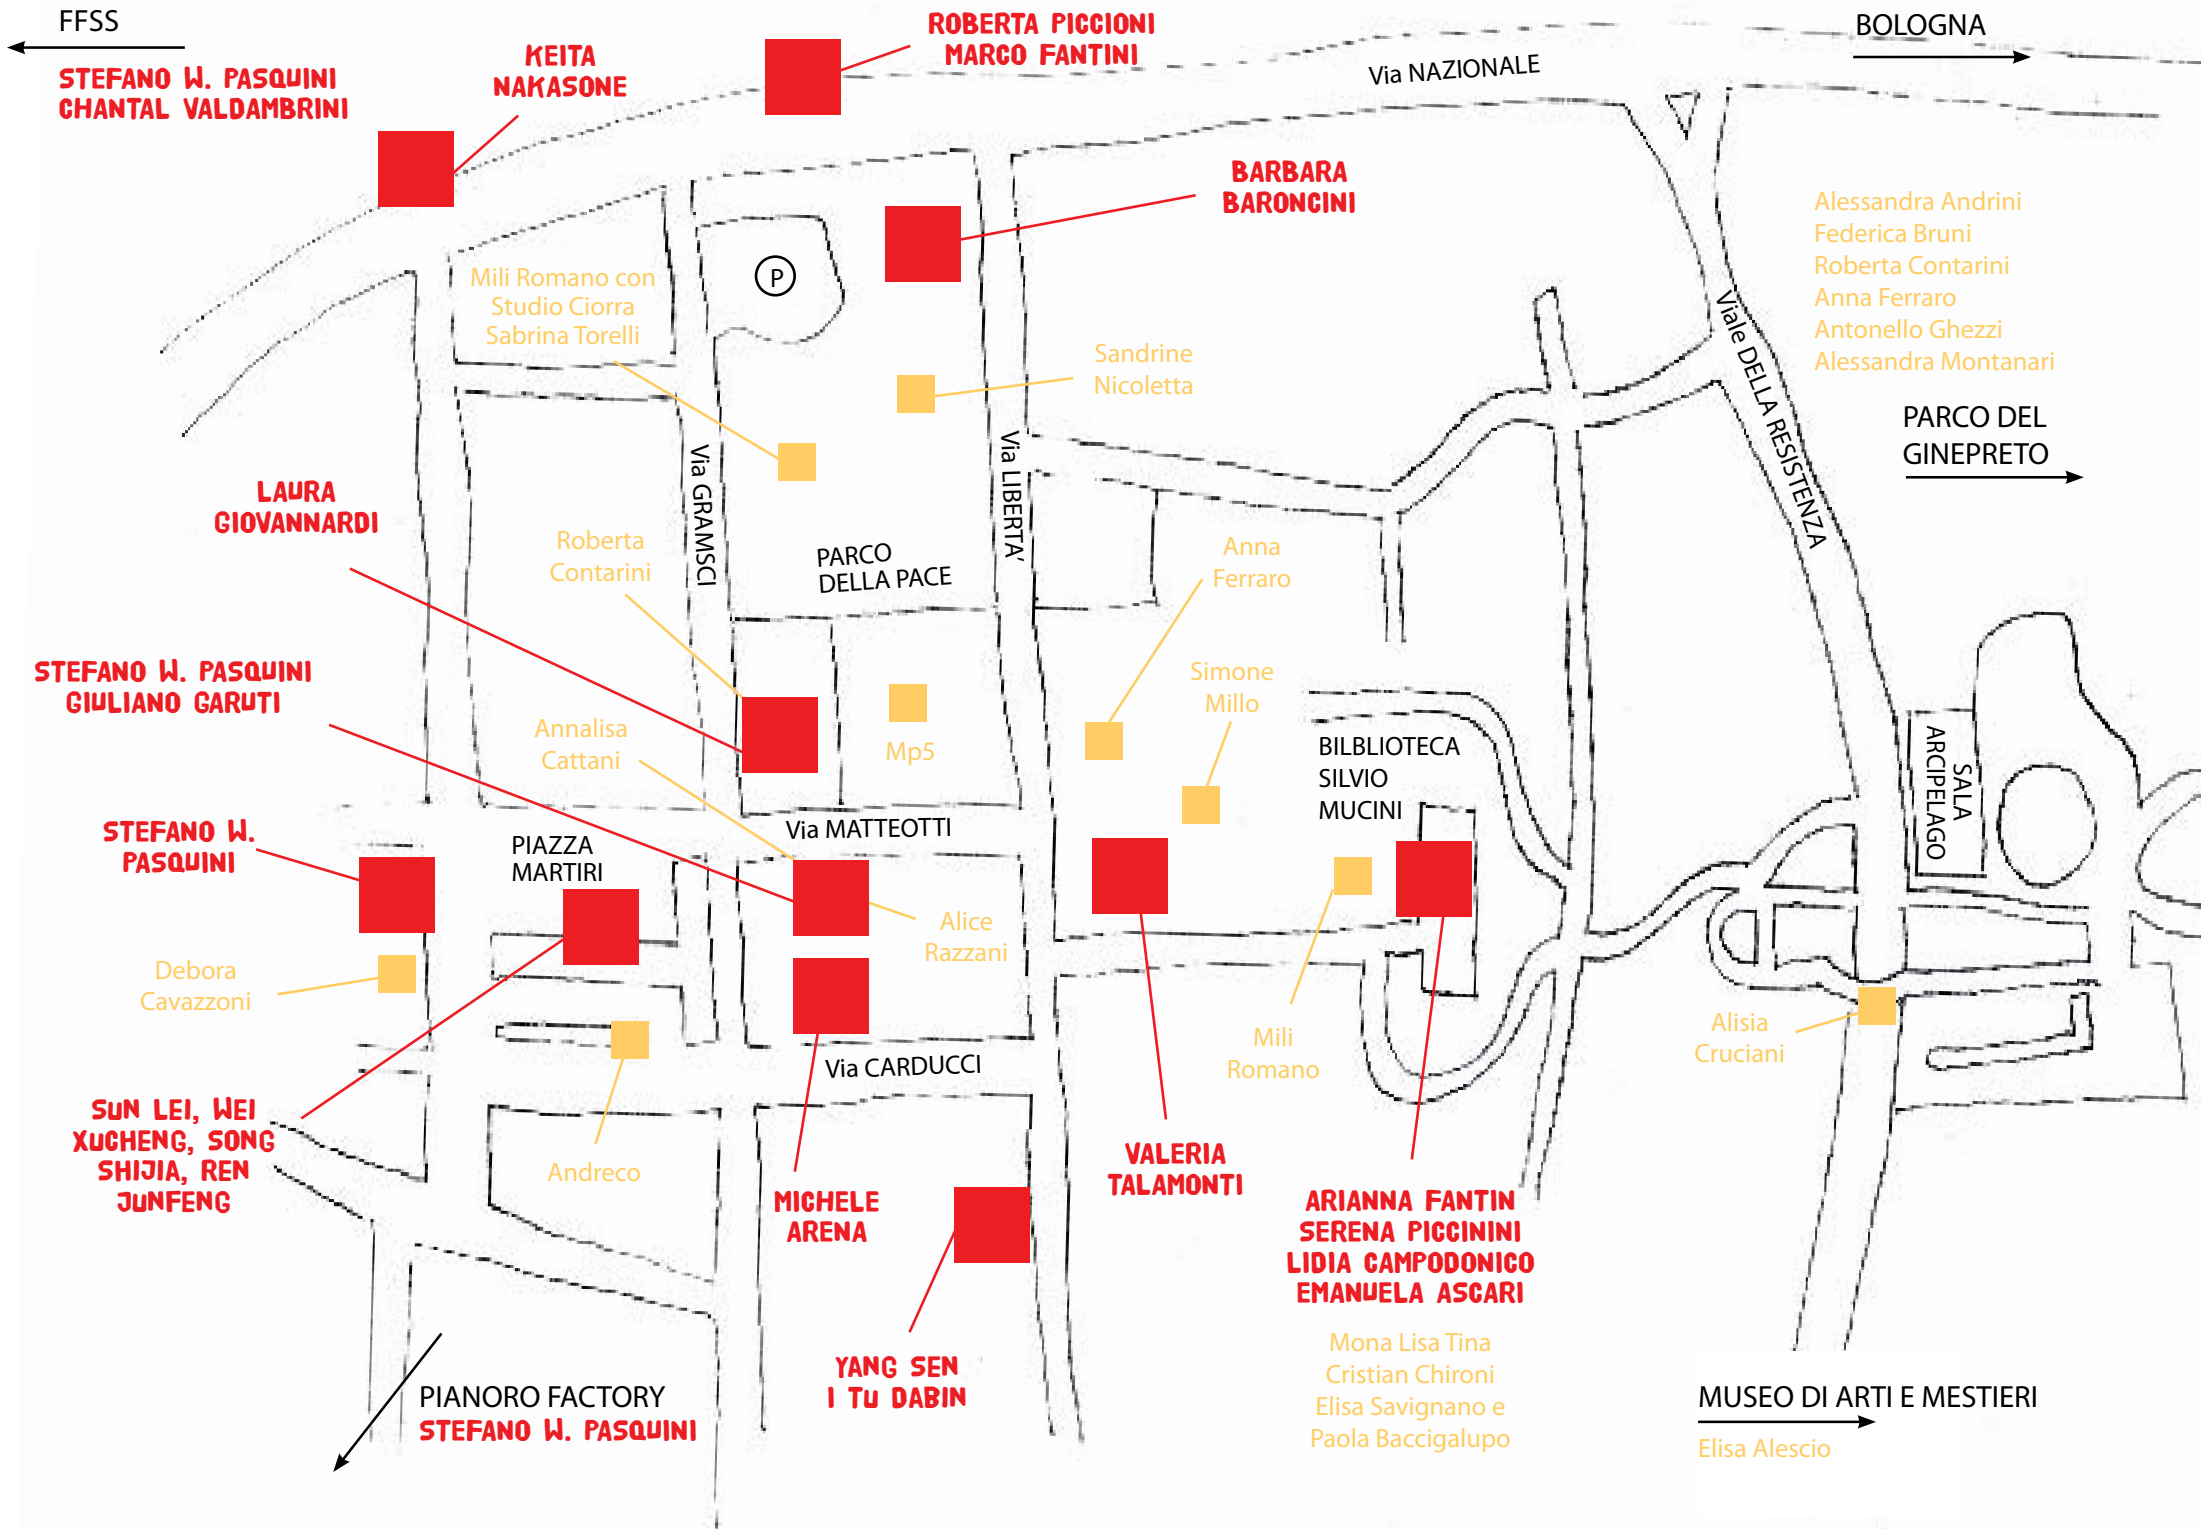 FFSS
STEFANO W. PASQUINI
CHANTAL VALDAMBRINI
KEITA
NAKASONE
ROBERTA PICCIONI
MARCO FANTINI
Via NAZIONALE
BOLOGNA
BARBARA
BARONCINI
Alessandra Andrini
Federica Bruni
Roberta Contarini
Anna Ferraro
Antonello Ghezzi
Alessandra Montanari
PARCO DEL
GINEPRETO
Mili Romano con
Studio Ciorra
Sabrina Torelli
P
Sandrine
Nicoletta
Viale DELLA RESISTENZA
Via GRAMSCI
Via LIBERTA'
LAURA
GIOVANNARDI
Roberta
Contarini
PARCO
DELLA PACE
Anna
Ferraro
STEFANO W. PASQUINI
GIULIANO GARUTI
Annalisa
Cattani
Mp5
Simone
Millo
BILBLIOTECA
SILVIO
MUCINI
SALA
ARCIPELAGO
STEFANO W.
PASQUINI
PIAZZA
MARTIRI
Via MATTEOTTI
Alice
Razzani
Debora
Cavazzoni
Mili
Romano
Alisia
Cruciani
Via CARDUCCI
SUN LEI, WEI
XUCHENG, SONG
SHIJIA, REN
JUNFENG
Andreco
MICHELE
ARENA
VALERIA
TALAMONTI
ARIANNA FANTIN
SERENA PICCININI
LIDIA CAMPODONICO
EMANUELA ASCARI
Mona Lisa Tina
Cristian Chironi
Elisa Savignano e
Paola Baccigalupo
YANG SEN
I TU DABIN
PIANORO FACTORY
STEFANO W. PASQUINI
MUSEO DI ARTI E MESTIERI
Elisa Alescio